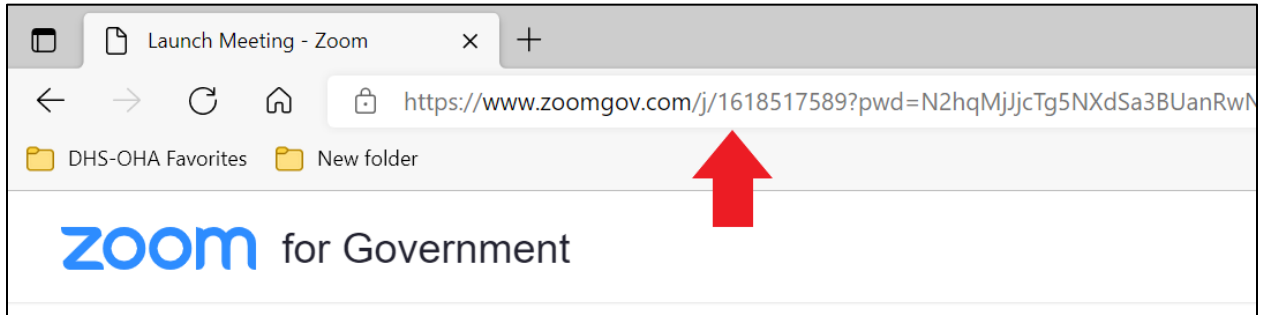 Launch Meeting - Zoom
https://www.zoomgov.com/j/1618517589?pwd=N2hqMjJjcTg5NXdSa3BUanRwN
DHS-OHA Favorites New folder
zoom for Government